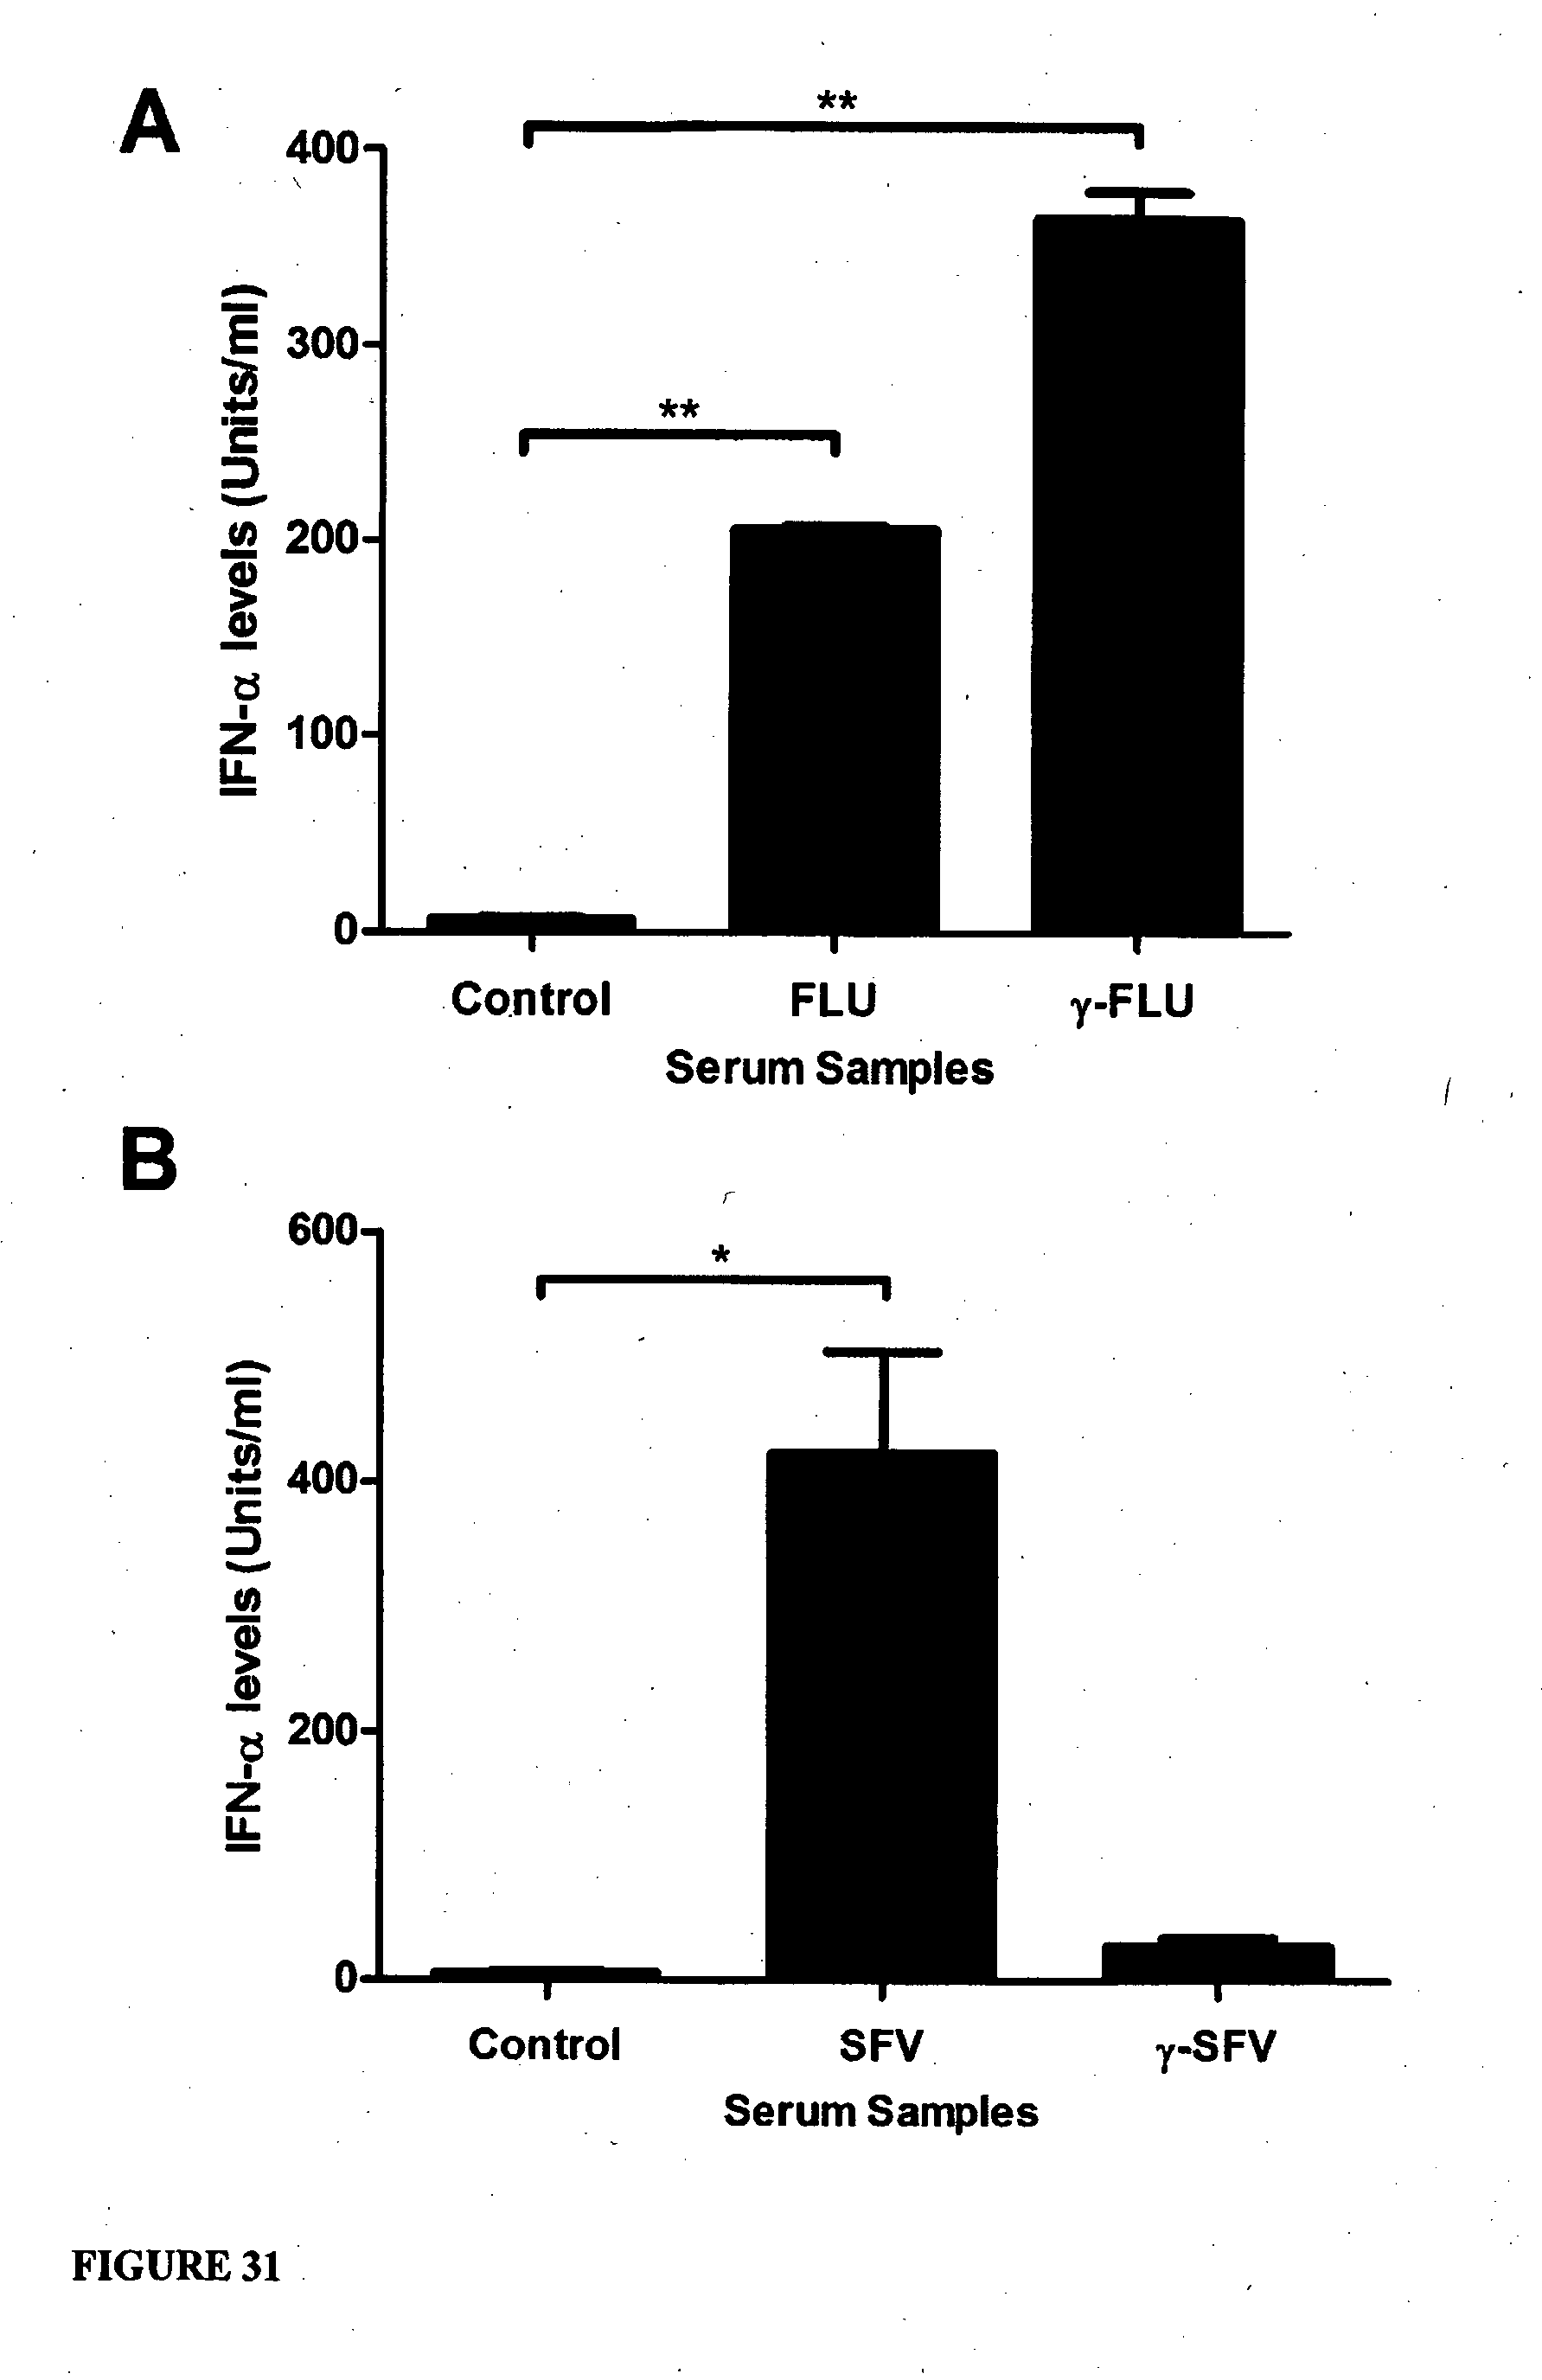 A
**
400
300
**
200
100
0
IFN-α levels (Units/ml)
Control FLU γ-FLU
Serum Samples
B
600
*
400
200
0
IFN-α levels (Units/ml)
Control SFV γ-SFV
Serum Samples
FIGURE 31